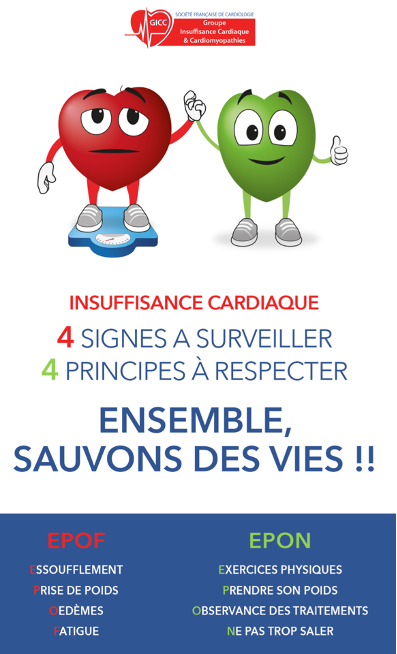 SOCIÉTÉ FRANÇAISE DE CARDIOLOGIE
GICC
Groupe
Insuffisance Cardiaque
& Cardiomyopathies
INSUFFISANCE CARDIAQUE
4 SIGNES A SURVEILLER
4 PRINCIPES À RESPECTER
ENSEMBLE,
SAUVONS DES VIES !!
EPOF
ESSOUFFLEMENT
PRISE DE POIDS
OEDÈMES
FATIGUE
EPON
EXERCICES PHYSIQUES
PRENDRE SON POIDS
OBSERVANCE DES TRAITEMENTS
NE PAS TROP SALER